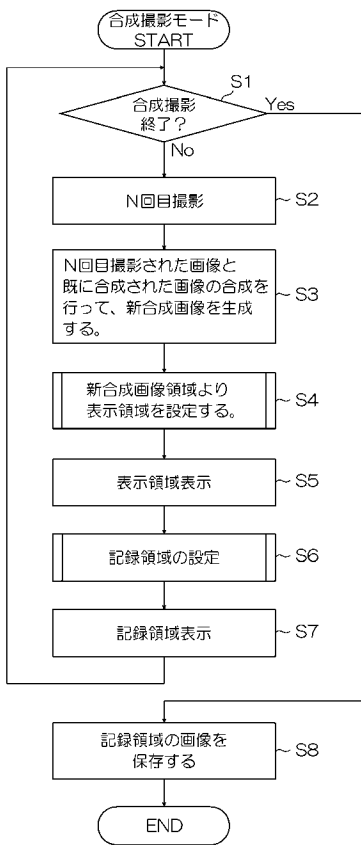 合成撮影モード
START
S1
合成撮影
終了？
Yes
No
N回目撮影
S2
N回目撮影された画像と
既に合成された画像の合成を
行って、新合成画像を生成
する。
S3
新合成画像領域より
表示領域を設定する。
S4
表示領域表示
S5
記録領域の設定
S6
記録領域表示
S7
記録領域の画像を
保存する
S8
END